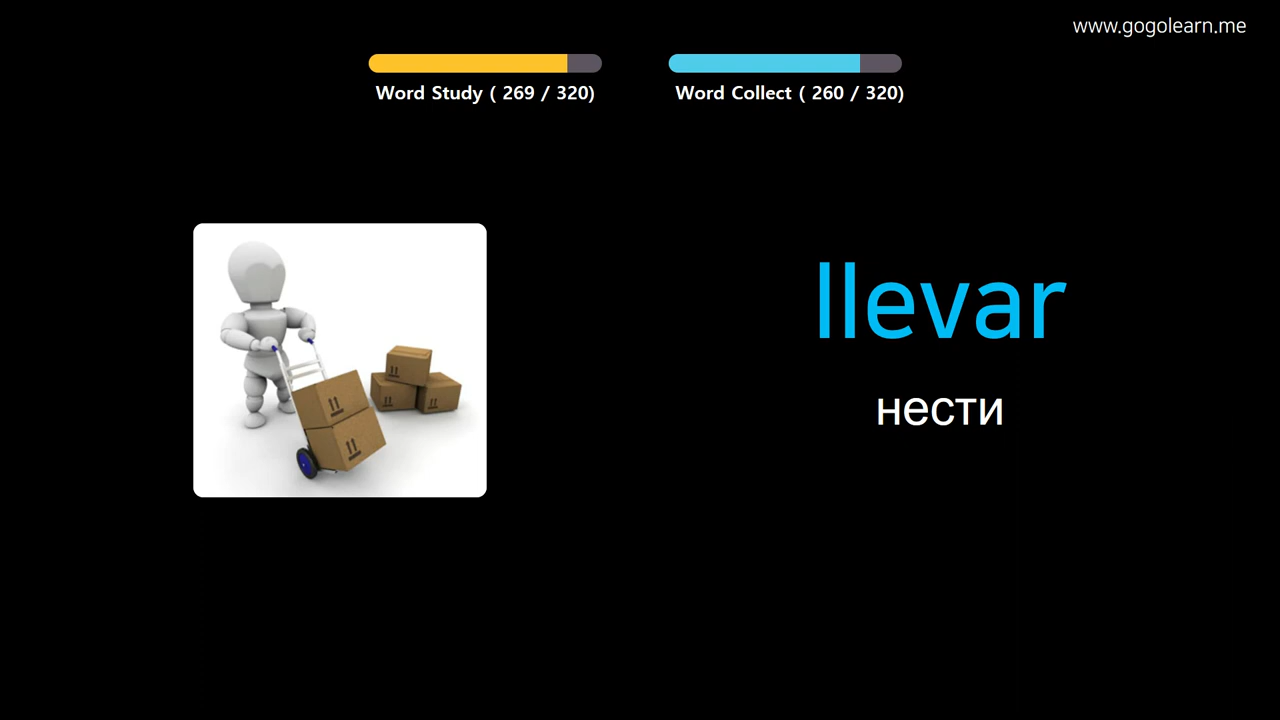 www.gogolearn.me
Word Study ( 269 / 320)
Word Collect ( 260 / 320)
llevar
нести